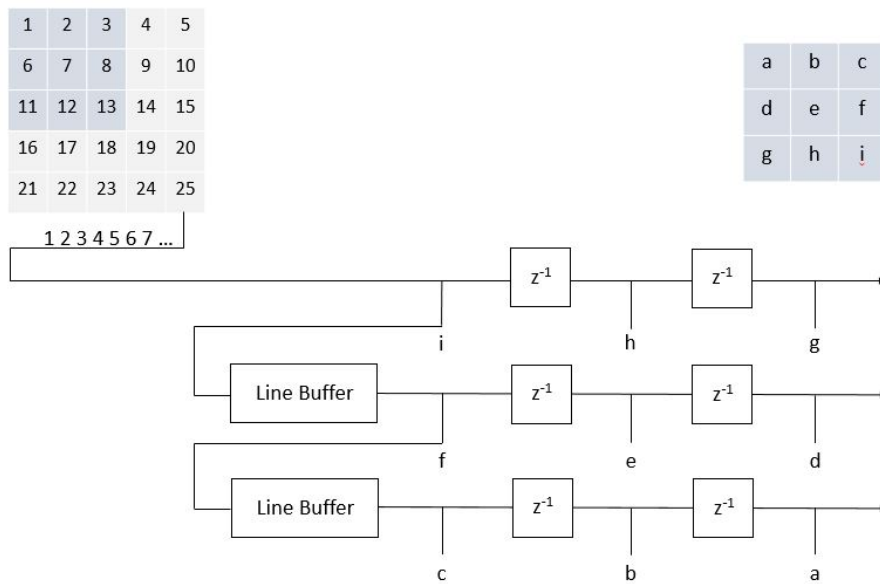 1 2 3 4 5
6 7 8 9 10
11 12 13 14 15
16 17 18 19 20
21 22 23 24 25
a b c
d e f
g h i
1 2 3 4 5 6 7 ...
z⁻¹ z⁻¹
i h g
Line Buffer z⁻¹ z⁻¹
f e d
Line Buffer z⁻¹ z⁻¹
c b a